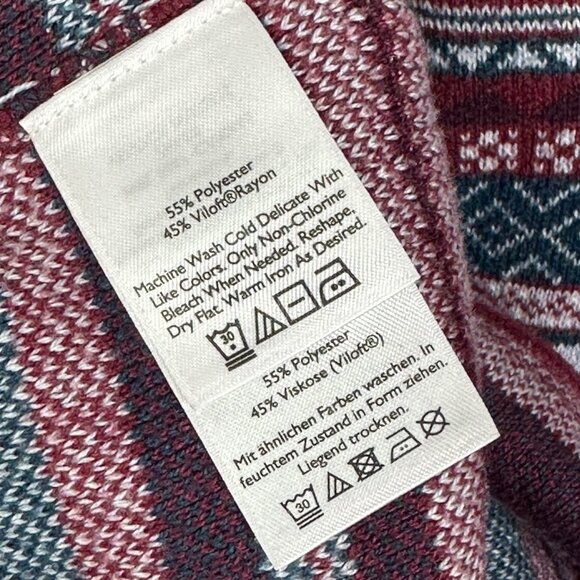 55% Polyester
45% Viloft®Rayon
Machine Wash Cold Delicate With
Like Colors. Only Non-Chlorine
Bleach When Needed. Reshape,
Dry Flat. Warm Iron As Desired.
30
55% Polyester
45% Viskose (Viloft®)
Mit ähnlichen Farben waschen. In
feuchtem Zustand in Form ziehen.
Liegend trocknen.
30